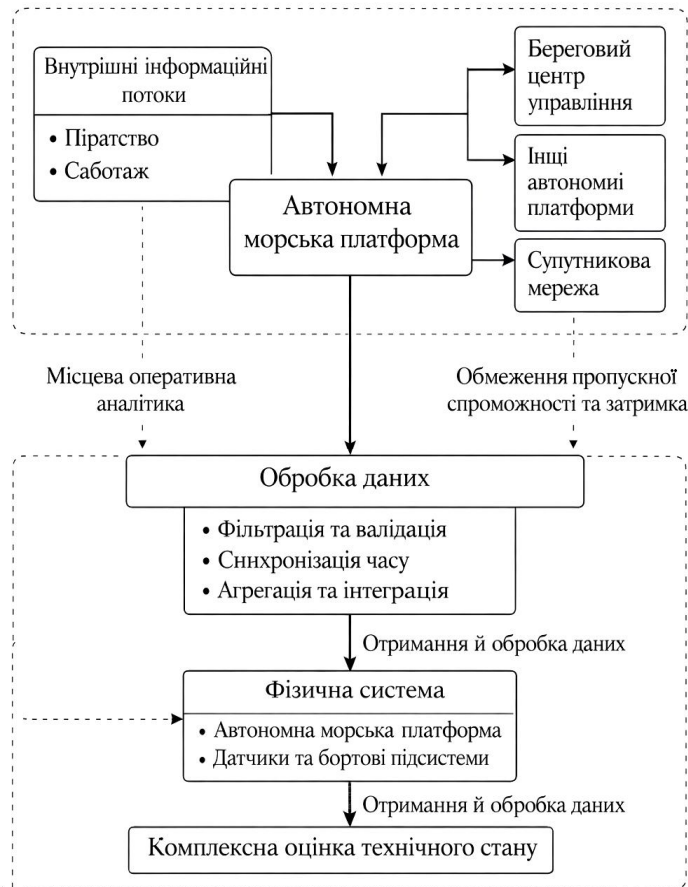 Внутрішні інформаційні
потоки
• Піратство
• Саботаж
Береговий
центр
управління
Інщі
автономиі
платформи
Супутникова
мережа
Автономна
морська платформа
Місцева оперативна
аналітика
Обмеження пропускної
спроможності та затримка
Обробка даних
• Фільтрація та валідація
• Сннхронізація часу
• Агрегація та інтеграція
Отримання й обробка даних
Фізична система
• Автономна морська платформа
• Датчики та бортові підсистеми
Отримання й обробка даних
Комплексна оцінка технічного стану